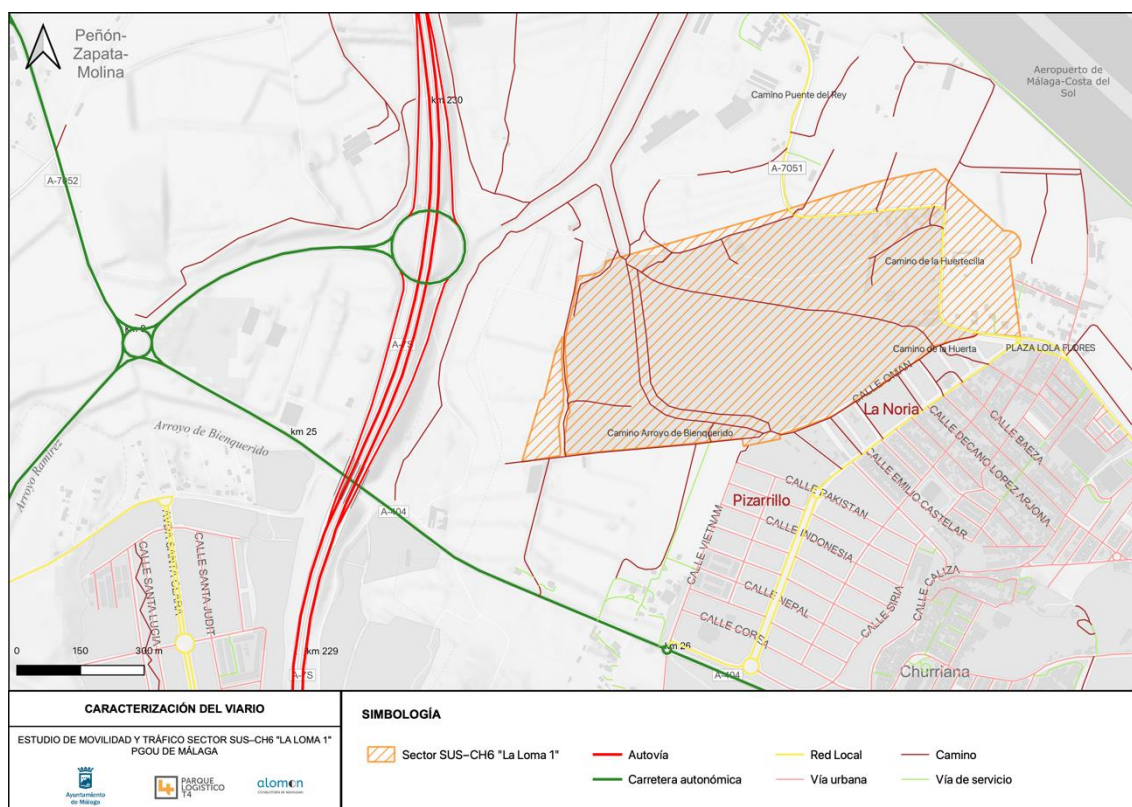 Peñón-
Zapata-
Molina
km 230
Camino Puente del Rey
Aeropuerto de
Málaga-Costa del
Sol
A-7052
A-7051
Camino de la Huertecilla
A-7S
Camino de la Huerta
PLAZA LOLA FLORES
CALLE OMAN
La Noria
km 25
Arroyo de Bienquerido
Camino Arroyo de Bienquerido
CALLE BAEZA
CALLE DECANO LOPEZ ARJONA
CALLE EMILIO CASTELAR
Arroyo Ramírez
A-404
Pizarrillo
CALLE PAKISTAN
CALLE VIETNAM
CALLE INDONESIA
AVDA SANTA CLARA
CALLE SANTA JUDIT
CALLE SANTA LUCIA
CALLE NEPAL
CALLE SIRIA
CALLE CALIZA
CALLE COREA
0 150 300 m
km 229
A-7S
km 26
A-404
Churriana
CARACTERIZACIÓN DEL VIARIO
ESTUDIO DE MOVILIDAD Y TRÁFICO SECTOR SUS–CH6 "LA LOMA 1"
PGOU DE MÁLAGA
Ayuntamiento
de Málaga
PARQUE
LOGÍSTICO
T4
alomon
SIMBOLOGÍA
Sector SUS–CH6 "La Loma 1"
Autovía
Red Local
Camino
Carretera autonómica
Vía urbana
Vía de servicio